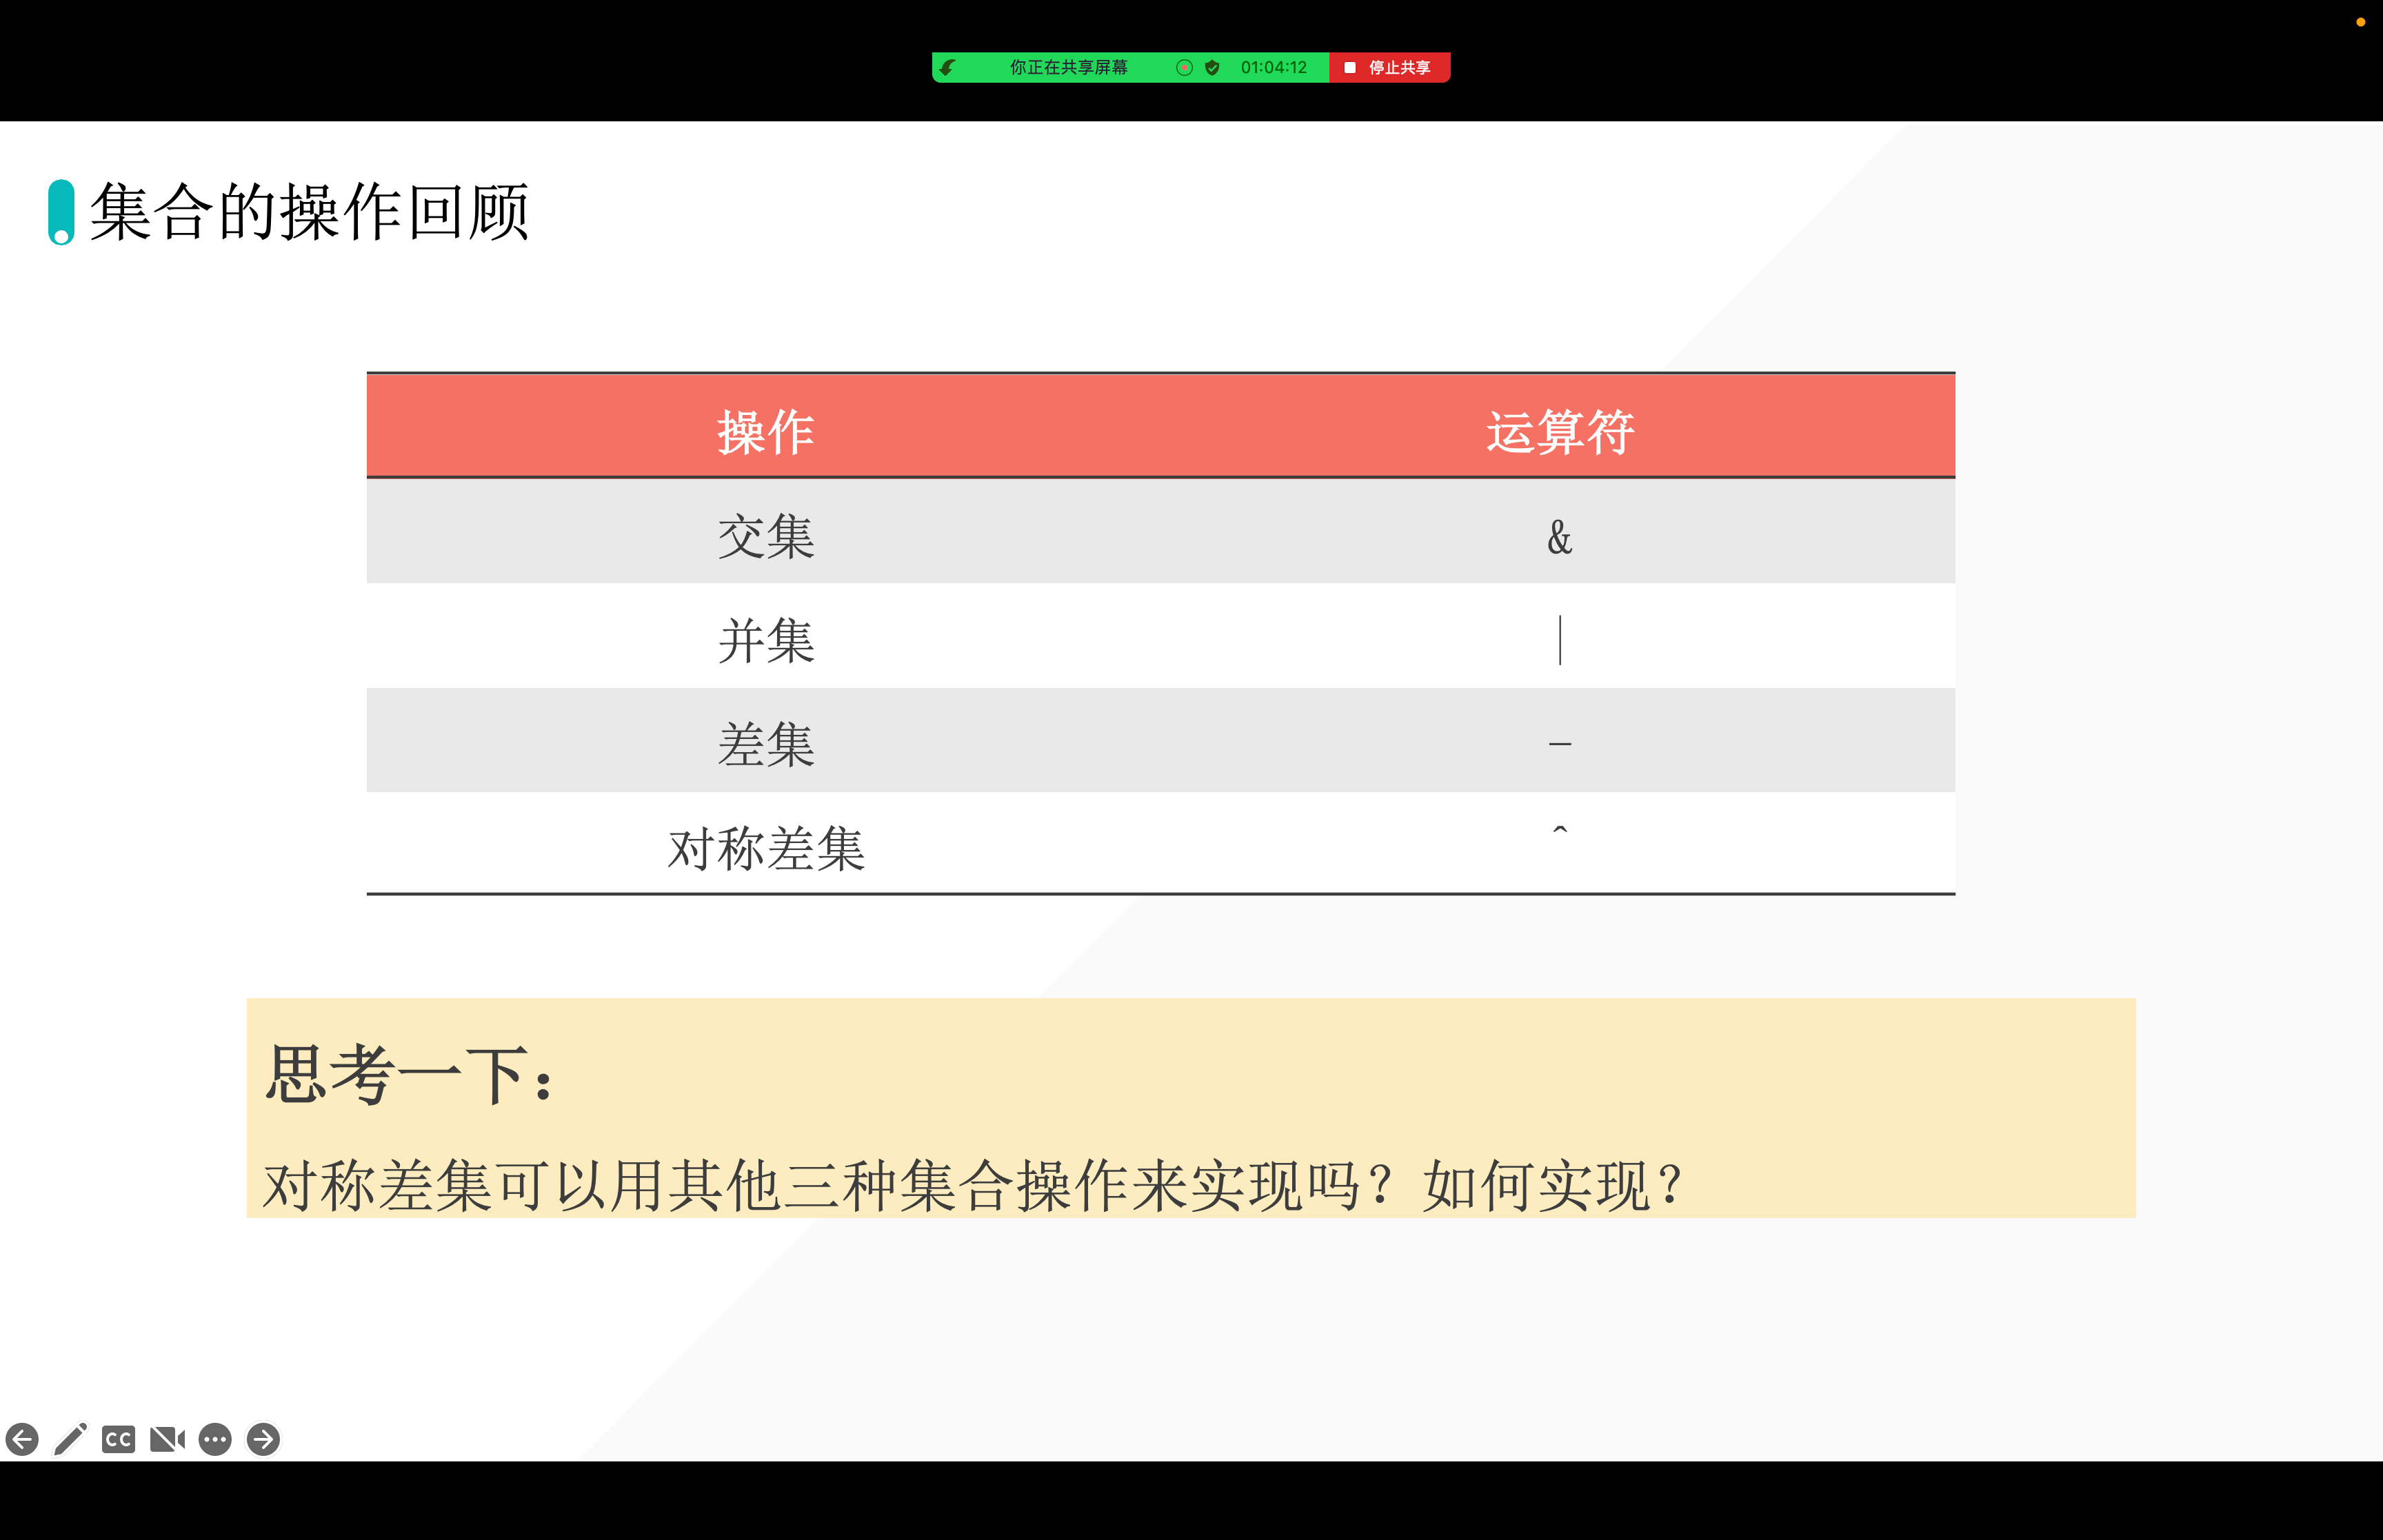 你正在共享屏幕 01:04:12 停止共享
集合的操作回顾
操作 运算符
交集 &
并集 |
差集 -
对称差集 ^
思考一下：
对称差集可以用其他三种集合操作来实现吗？如何实现？
CC